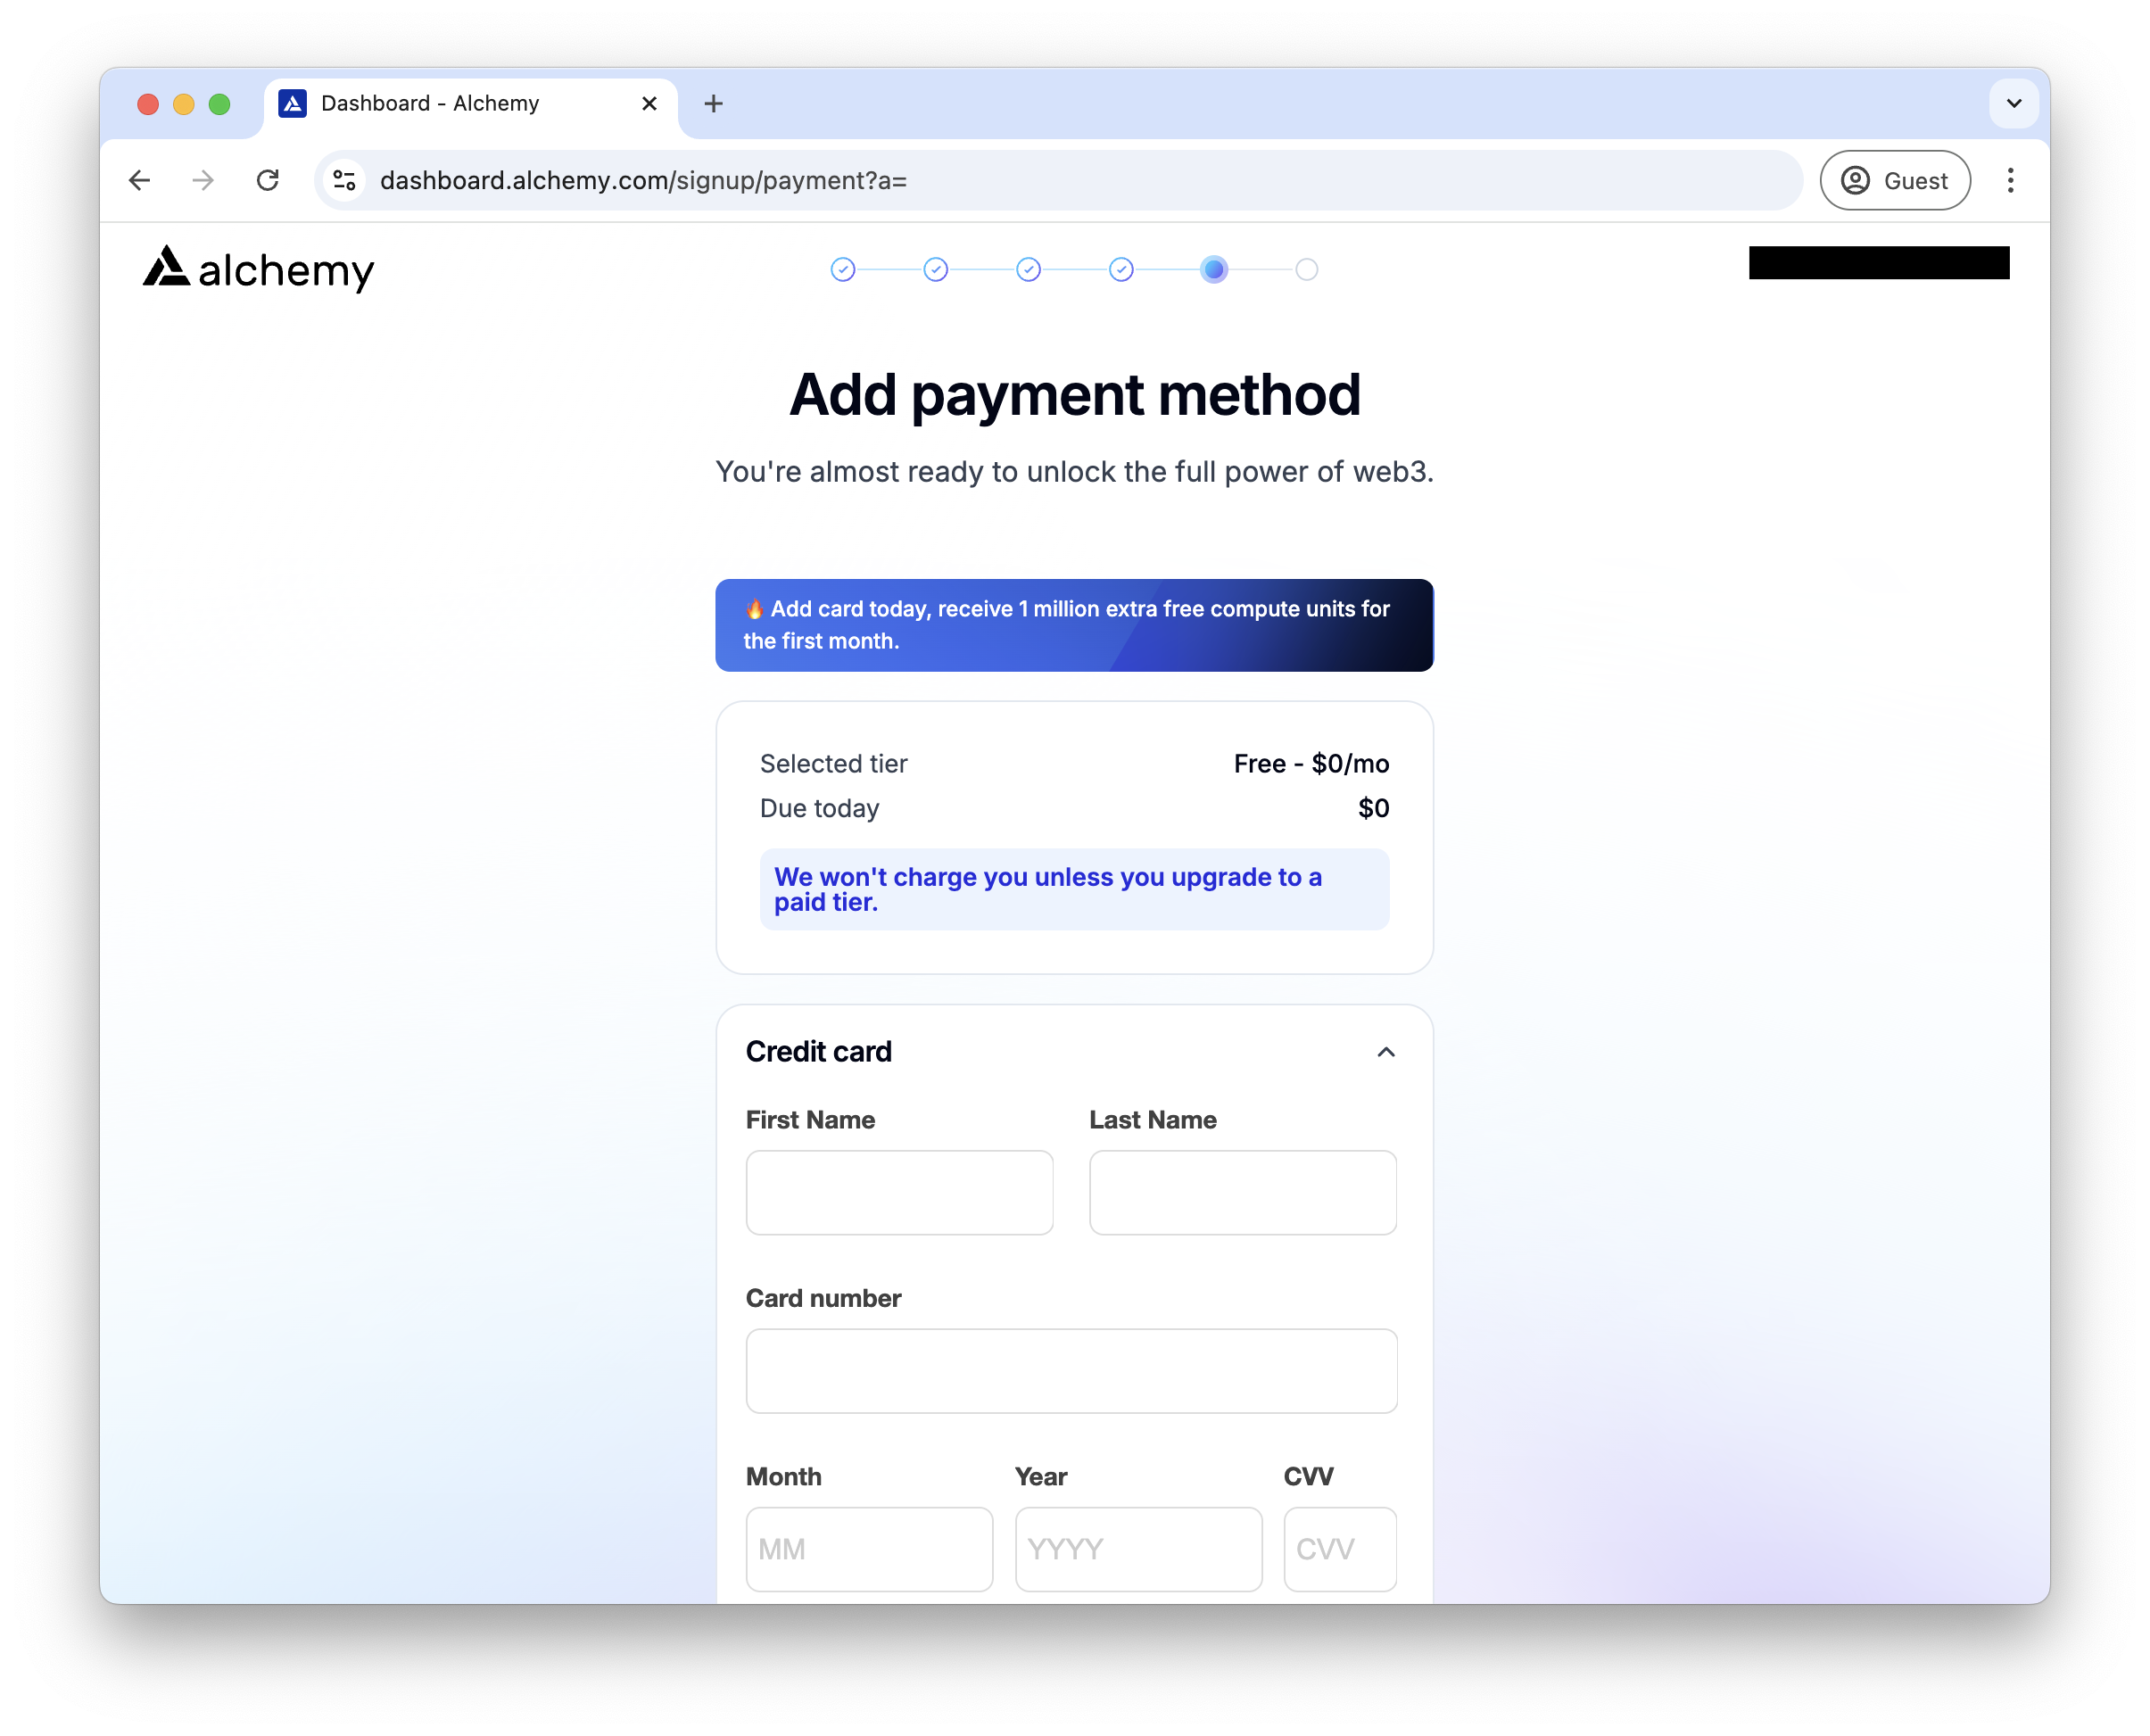 Dashboard - Alchemy
dashboard.alchemy.com/signup/payment?a=
Guest
alchemy
Add payment method
You're almost ready to unlock the full power of web3.
🔥 Add card today, receive 1 million extra free compute units for
the first month.
Selected tier Free - $0/mo
Due today $0
We won't charge you unless you upgrade to a
paid tier.
Credit card
First Name Last Name
Card number
Month Year CVV
MM YYYY CVV